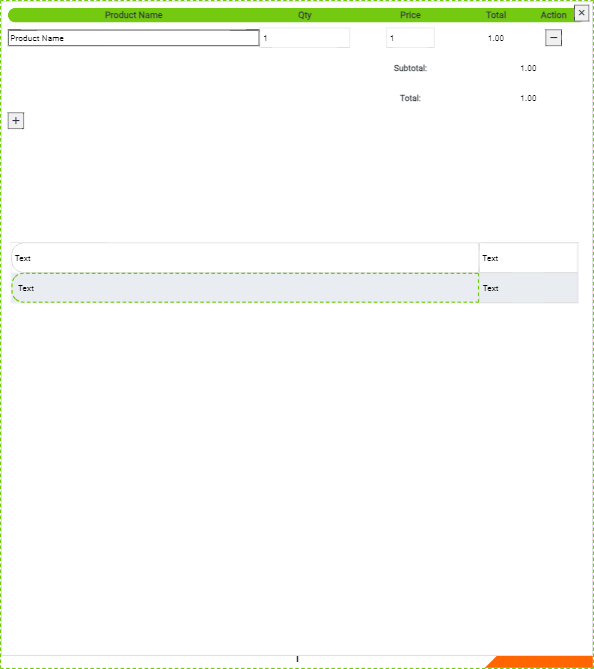 Product Name Qty Price Total Action ×
Product Name 1 1 1.00 −
Subtotal: 1.00
Total: 1.00
+
Text Text
Text Text